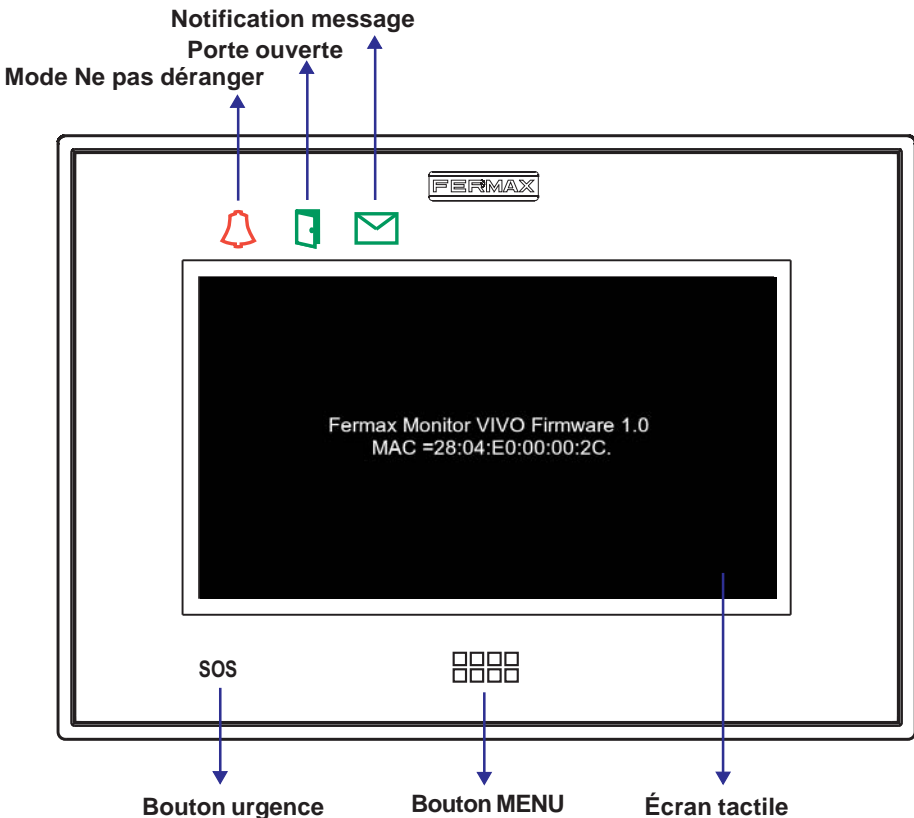 Notification message
Porte ouverte
Mode Ne pas déranger
FERMAX
Fermax Monitor VIVO Firmware 1.0
MAC =28:04:E0:00:00:2C.
SOS
Bouton urgence
Bouton MENU
Écran tactile